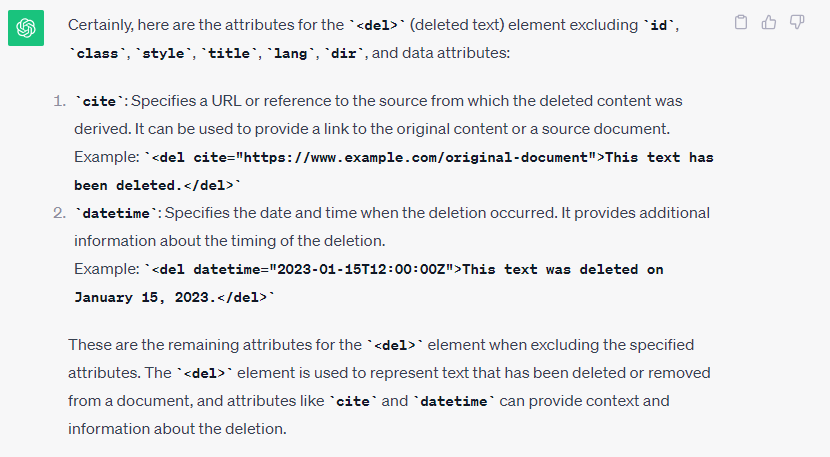 Certainly, here are the attributes for the `<del>` (deleted text) element excluding `id`,
`class`, `style`, `title`, `lang`, `dir`, and data attributes:
1. `cite`: Specifies a URL or reference to the source from which the deleted content was
derived. It can be used to provide a link to the original content or a source document.
Example: `<del cite="https://www.example.com/original-document">This text has
been deleted.</del>`
2. `datetime`: Specifies the date and time when the deletion occurred. It provides additional
information about the timing of the deletion.
Example: `<del datetime="2023-01-15T12:00:00Z">This text was deleted on
January 15, 2023.</del>`
These are the remaining attributes for the `<del>` element when excluding the specified
attributes. The `<del>` element is used to represent text that has been deleted or removed
from a document, and attributes like `cite` and `datetime` can provide context and
information about the deletion.